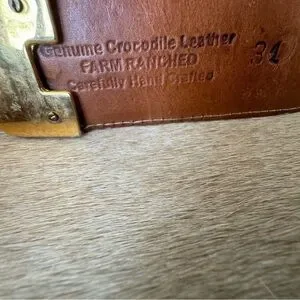 Genuine Crocodile Leather
FARM RANCHED
Carefully Hand Crafted
34